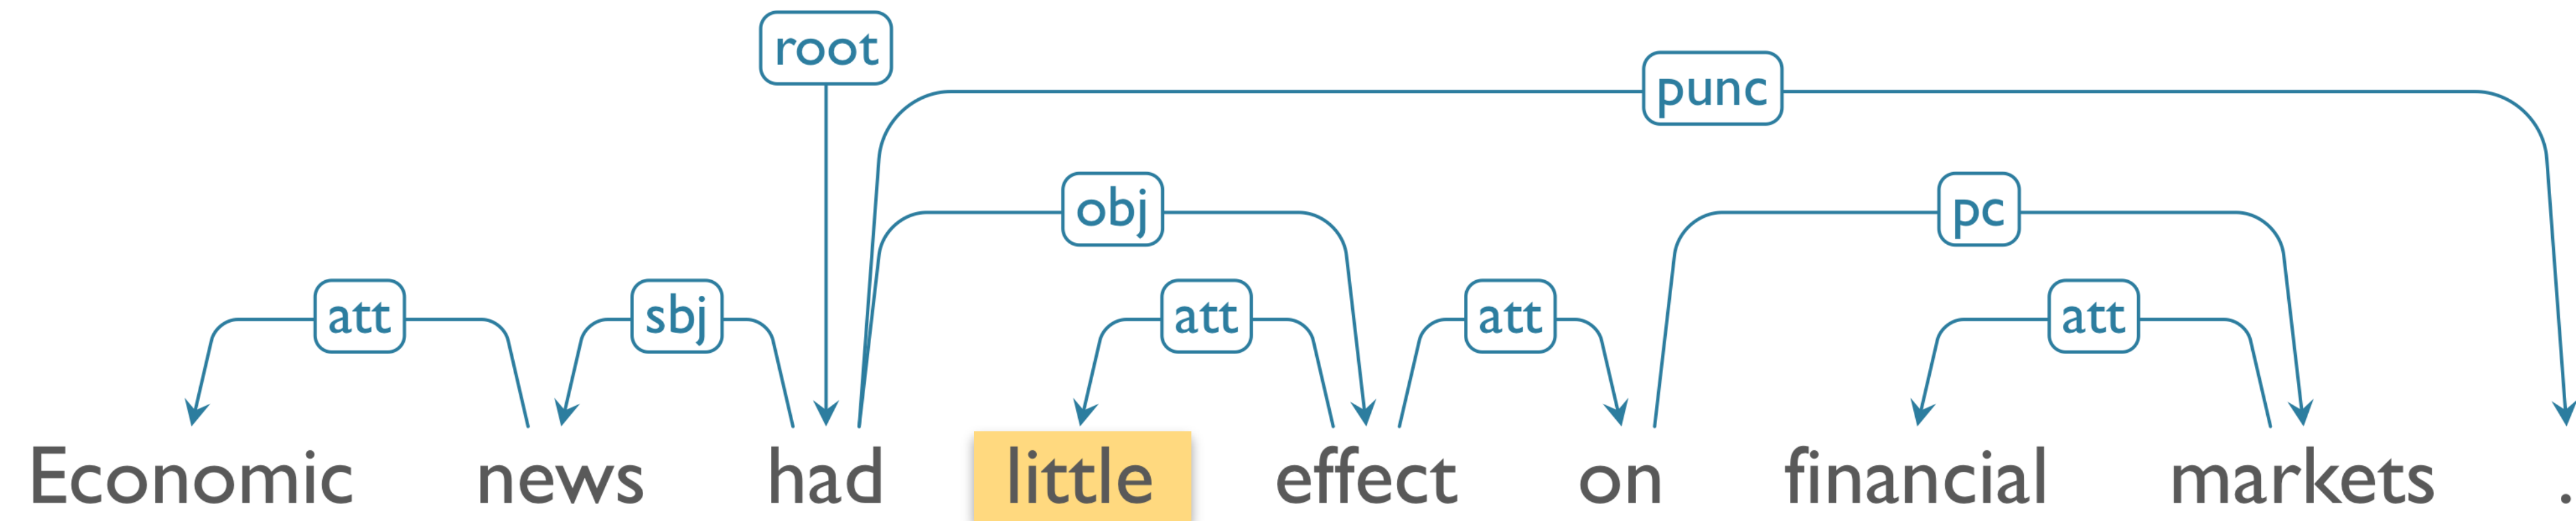 root
punc
obj pc
att sbj att att att
Economic news had little effect on financial markets .